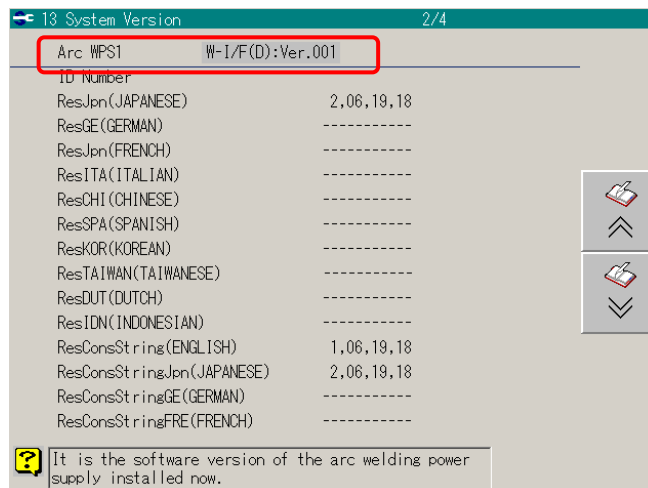 13 System Version 2/4
Arc WPS1 W-I/F(D):Ver.001
ID Number
ResJpn(JAPANESE) 2,06,19,18
ResGE(GERMAN) -----------
ResJpn(FRENCH) -----------
ResITA(ITALIAN) -----------
ResCHI(CHINESE) -----------
ResSPA(SPANISH) -----------
ResKOR(KOREAN) -----------
ResTAIWAN(TAIWANESE) -----------
ResDUT(DUTCH) -----------
ResIDN(INDONESIAN) -----------
ResConsString(ENGLISH) 1,06,19,18
ResConsStringJpn(JAPANESE) 2,06,19,18
ResConsStringGE(GERMAN) -----------
ResConsStringFRE(FRENCH) -----------
It is the software version of the arc welding power
supply installed now.